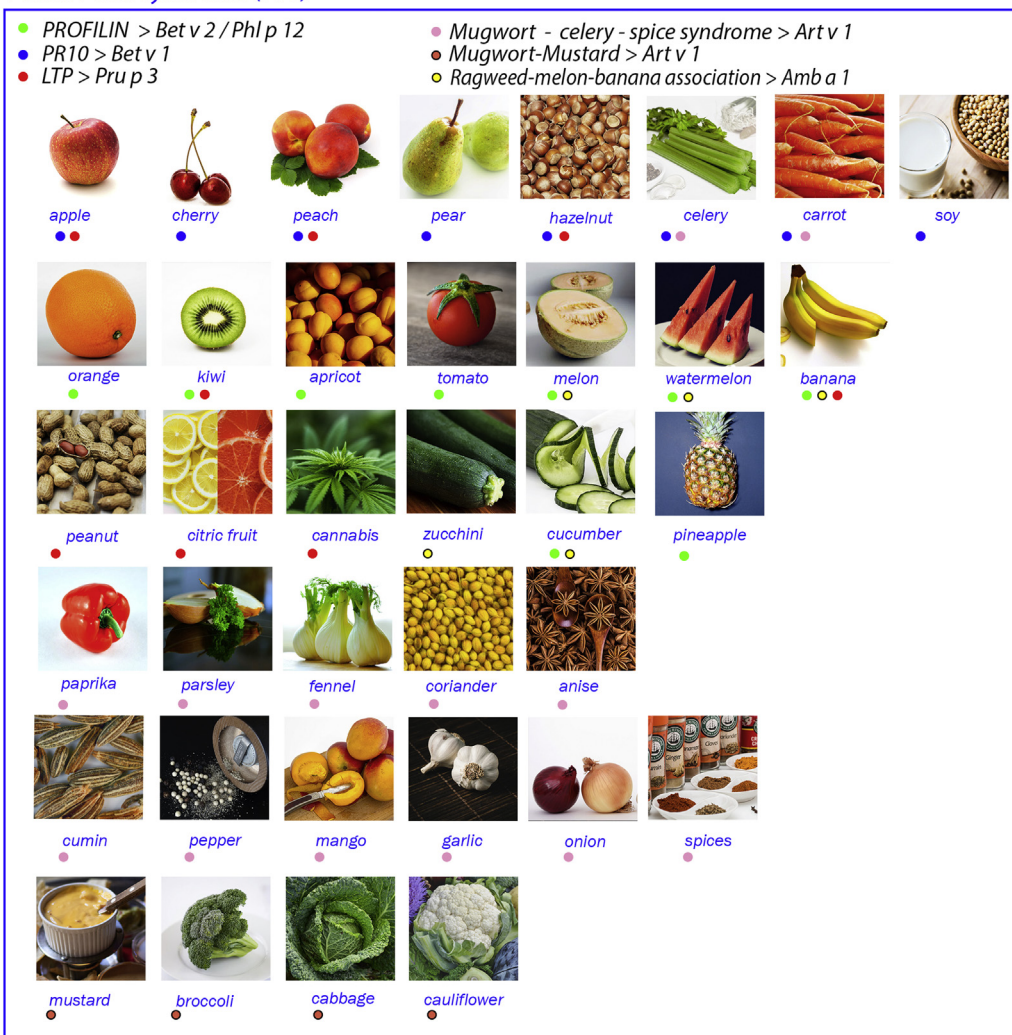 PROFILIN > Bet v 2 / Phl p 12
PR10 > Bet v 1
LTP > Pru p 3
Mugwort - celery - spice syndrome > Art v 1
Mugwort-Mustard > Art v 1
Ragweed-melon-banana association > Amb a 1
apple cherry peach pear hazelnut celery carrot soy
orange kiwi apricot tomato melon watermelon banana
peanut citric fruit cannabis zucchini cucumber pineapple
paprika parsley fennel coriander anise
Ginger
cumin pepper mango garlic onion spices
mustard broccoli cabbage cauliflower